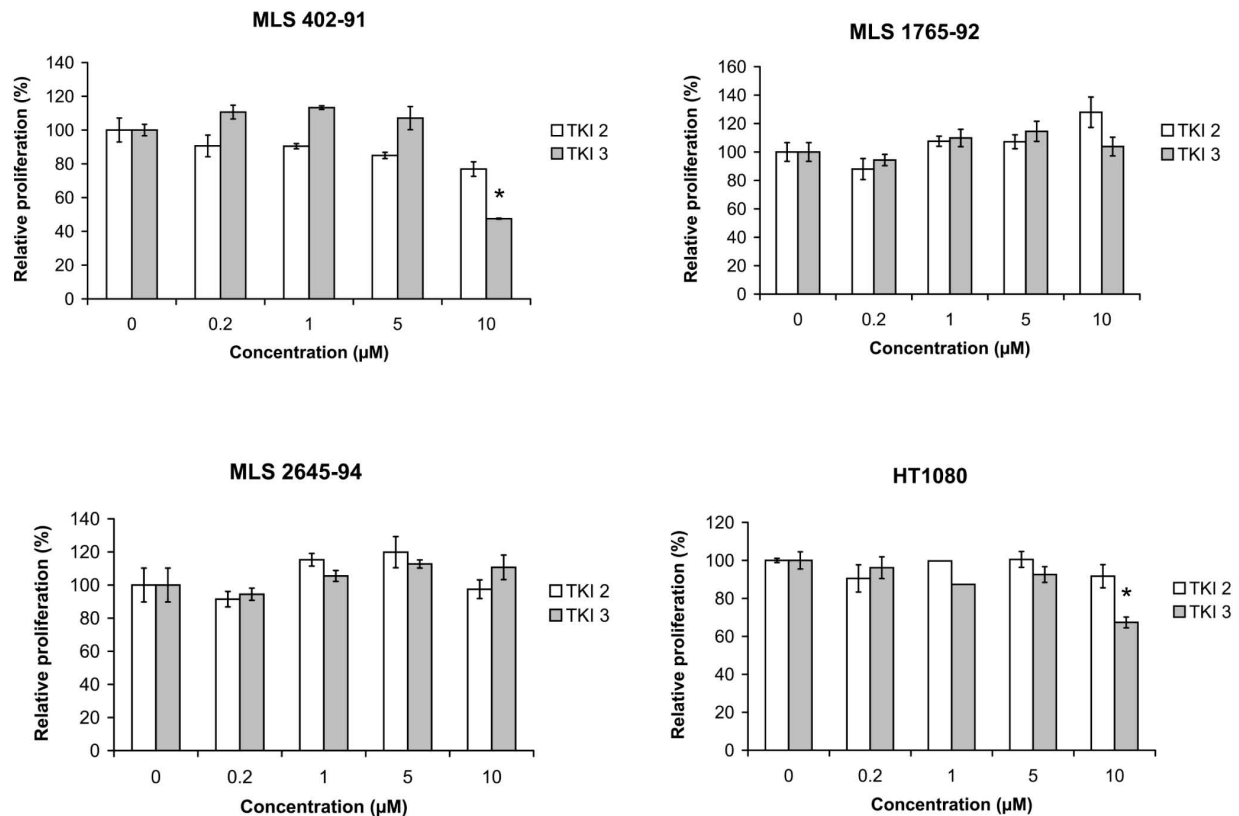 MLS 402-91
Relative proliferation (%)
140
120
100
80
60
40
20
0
*
0 0.2 1 5 10
Concentration (µM)
TKI 2
TKI 3
MLS 1765-92
Relative proliferation (%)
160
140
120
100
80
60
40
20
0
0 0.2 1 5 10
Concentration (µM)
TKI 2
TKI 3
MLS 2645-94
Relative proliferation (%)
140
120
100
80
60
40
20
0
0 0.2 1 5 10
Concentration (µM)
TKI 2
TKI 3
HT1080
Relative proliferation (%)
120
100
80
60
40
20
0
*
0 0.2 1 5 10
Concentration (µM)
TKI 2
TKI 3